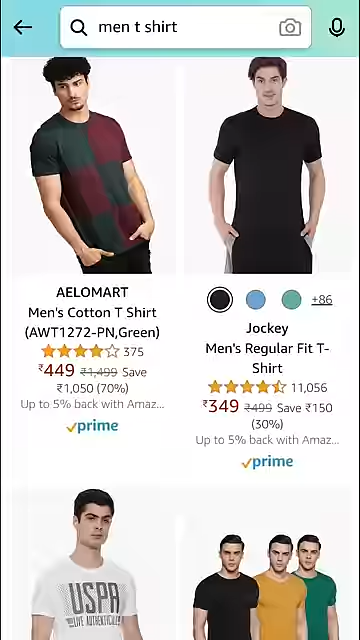 men t shirt
AELOMART
Men's Cotton T Shirt
(AWT1272-PN,Green)
375
₹449 ₹1,499 Save
₹1,050 (70%)
Up to 5% back with Amaz...
prime
+86
Jockey
Men's Regular Fit T-
Shirt
11,056
₹349 ₹499 Save ₹150
(30%)
Up to 5% back with Amaz...
prime
USPA
LIVE AUTHENTICALLY